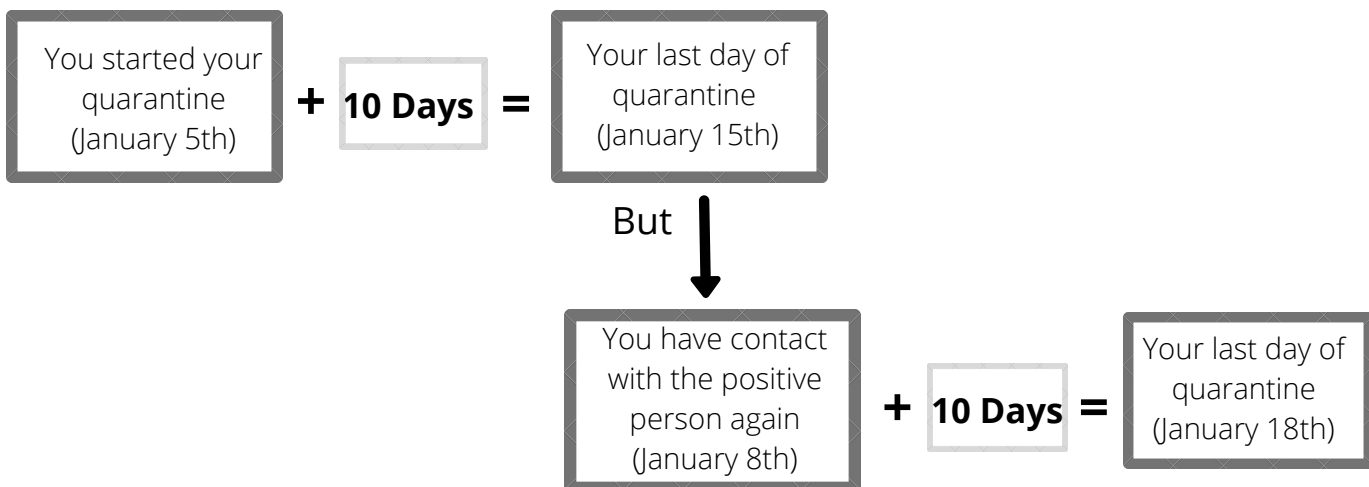 You started your
quarantine
(January 5th)
+
10 Days
=
Your last day of
quarantine
(January 15th)
But
You have contact
with the positive
person again
(January 8th)
+
10 Days
=
Your last day of
quarantine
(January 18th)